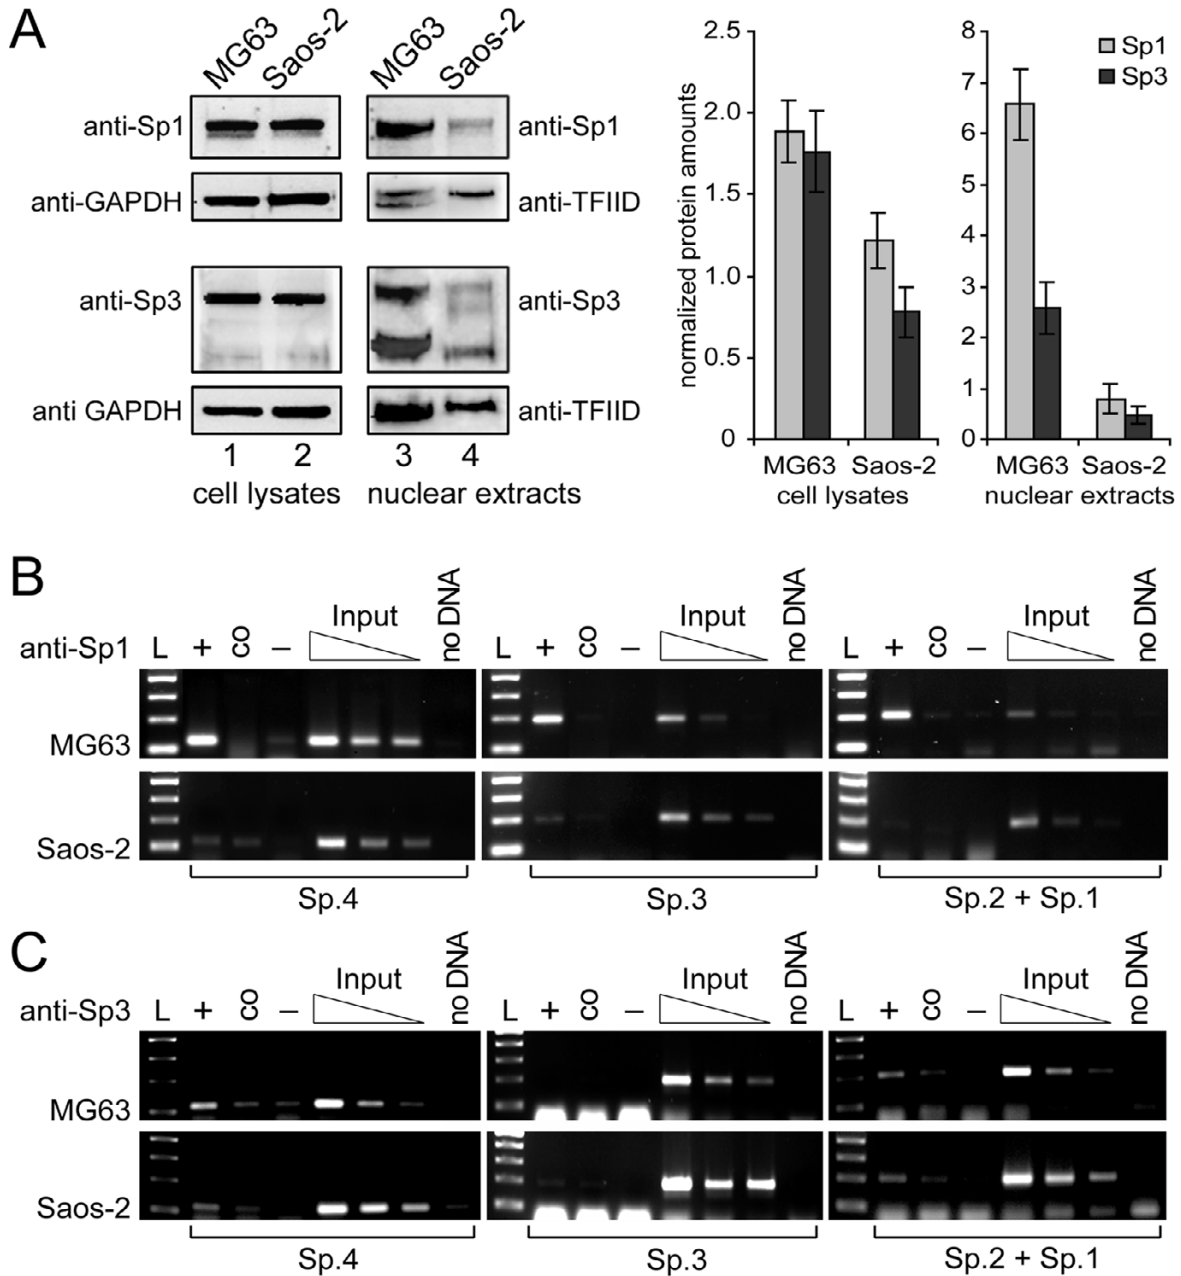 A
MG63 Saos-2 MG63 Saos-2
anti-Sp1 anti-Sp1
anti-GAPDH anti-TFIID
anti-Sp3 anti-Sp3
anti GAPDH anti-TFIID
1 2 3 4
cell lysates nuclear extracts
normalized protein amounts
2.5
2.0
1.5
1.0
0.5
0
MG63 Saos-2
cell lysates
8
7
6
5
4
3
2
1
0
MG63 Saos-2
nuclear extracts
Sp1
Sp3
B
anti-Sp1 L + co – Input no DNA L + co – Input no DNA L + co – Input no DNA
MG63
Saos-2
Sp.4 Sp.3 Sp.2 + Sp.1
C
anti-Sp3 L + co – Input no DNA L + co – Input no DNA L + co – Input no DNA
MG63
Saos-2
Sp.4 Sp.3 Sp.2 + Sp.1